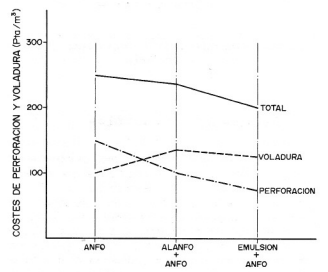 COSTES DE PERFORACION Y VOLADURA (Pta/m³)
300
200
100
TOTAL
VOLADURA
PERFORACION
ANFO
ALANFO
+
ANFO
EMULSION
+
ANFO